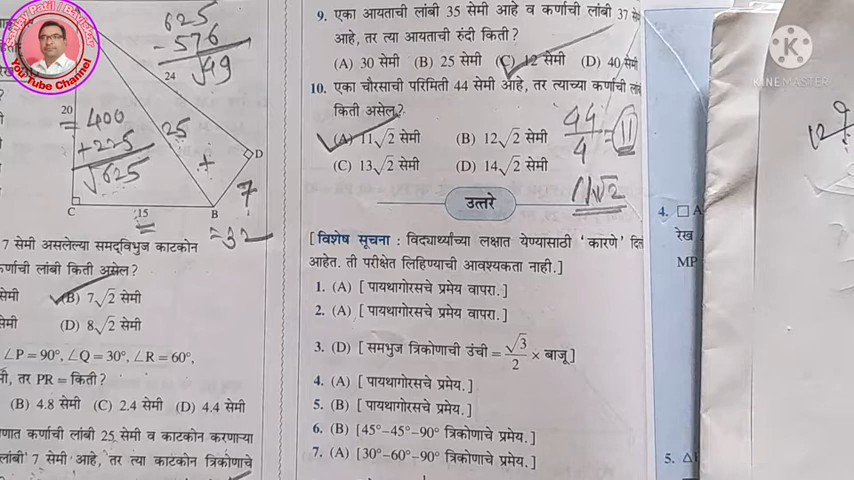 Sanjay Patil / Baviskar
You Tube Channel
625
- 576
√49
24
20
= 400
+ 225
√625
25
+
7
C
15
B
D
= 32
7 सेमी असलेल्या समद्विभुज काटकोन
कर्णाची लांबी किती असेल?
सेमी
(B) 7√2 सेमी
सेमी
(D) 8√2 सेमी
∠P = 90°, ∠Q = 30°, ∠R = 60°,
तर PR = किती?
(B) 4.8 सेमी (C) 2.4 सेमी (D) 4.4 सेमी
कर्णाची लांबी 25 सेमी व काटकोन करणाऱ्या
लांबी 7 सेमी आहे, तर त्या काटकोन त्रिकोणाचे
9. एका आयताची लांबी 35 सेमी आहे व कर्णाची लांबी 37 सेमी
आहे, तर त्या आयताची रुंदी किती?
(A) 30 सेमी (B) 25 सेमी (C) 12 सेमी (D) 40 सेमी
10. एका चौरसाची परिमिती 44 सेमी आहे, तर त्याच्या कर्णाची
किती असेल?
(A) 11√2 सेमी (B) 12√2 सेमी
(C) 13√2 सेमी (D) 14√2 सेमी
44/4 = 11
11√2
उत्तरे
[ विशेष सूचना : विद्यार्थ्यांच्या लक्षात येण्यासाठी 'कारणे'
आहेत. ती परीक्षेत लिहिण्याची आवश्यकता नाही.]
1. (A) [ पायथागोरसचे प्रमेय वापरा.]
2. (A) [ पायथागोरसचे प्रमेय वापरा.]
3. (D) [ समभुज त्रिकोणाची उंची = √3/2 × बाजू]
4. (A) [ पायथागोरसचे प्रमेय.]
5. (B) [ पायथागोरसचे प्रमेय.]
6. (B) [45°–45°–90° त्रिकोणाचे प्रमेय.]
7. (A) [30°–60°–90° त्रिकोणाचे प्रमेय.]
4. □
रेख
MP
5. Δ
KINEMASTER